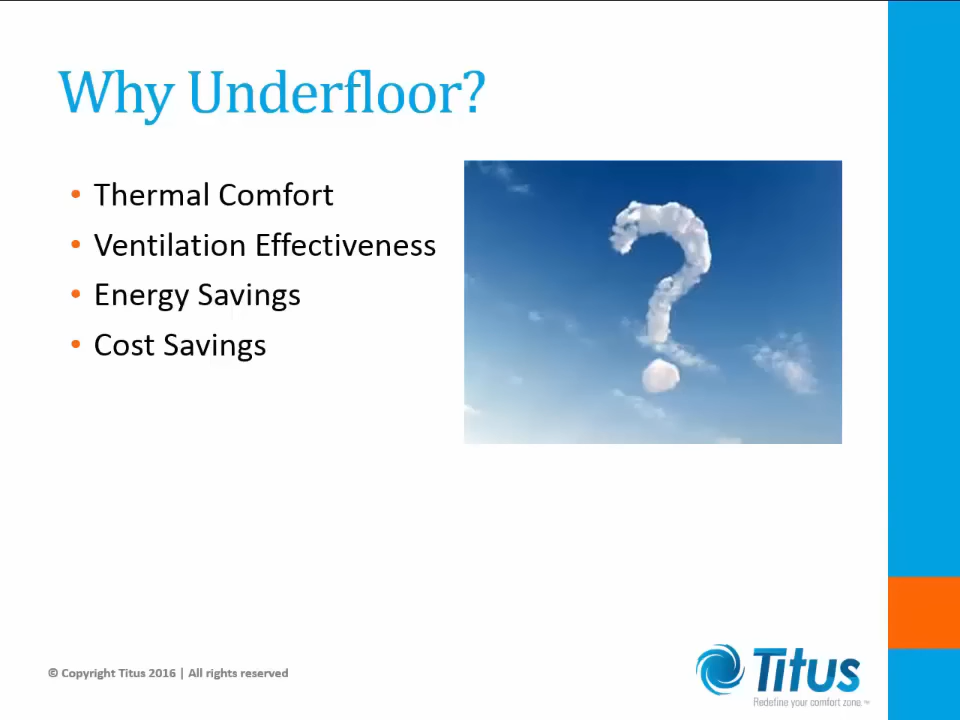 Why Underfloor?
• Thermal Comfort
• Ventilation Effectiveness
• Energy Savings
• Cost Savings
© Copyright Titus 2016 | All rights reserved
Titus
Redefine your comfort zone.™